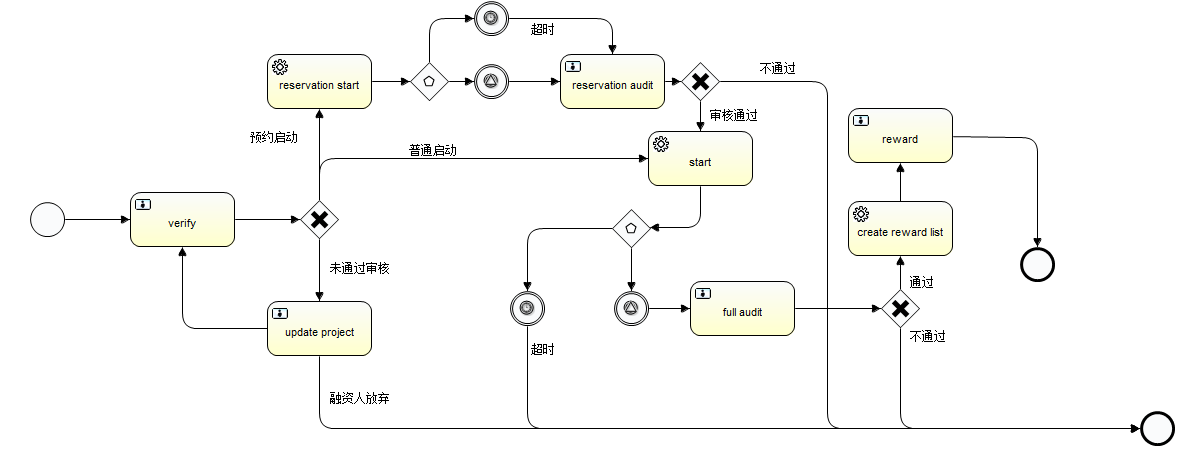 超时
reservation start
reservation audit
不通过
审核通过
预约启动
普通启动
start
reward
verify
create reward list
未通过审核
通过
update project
full audit
不通过
超时
融资人放弃